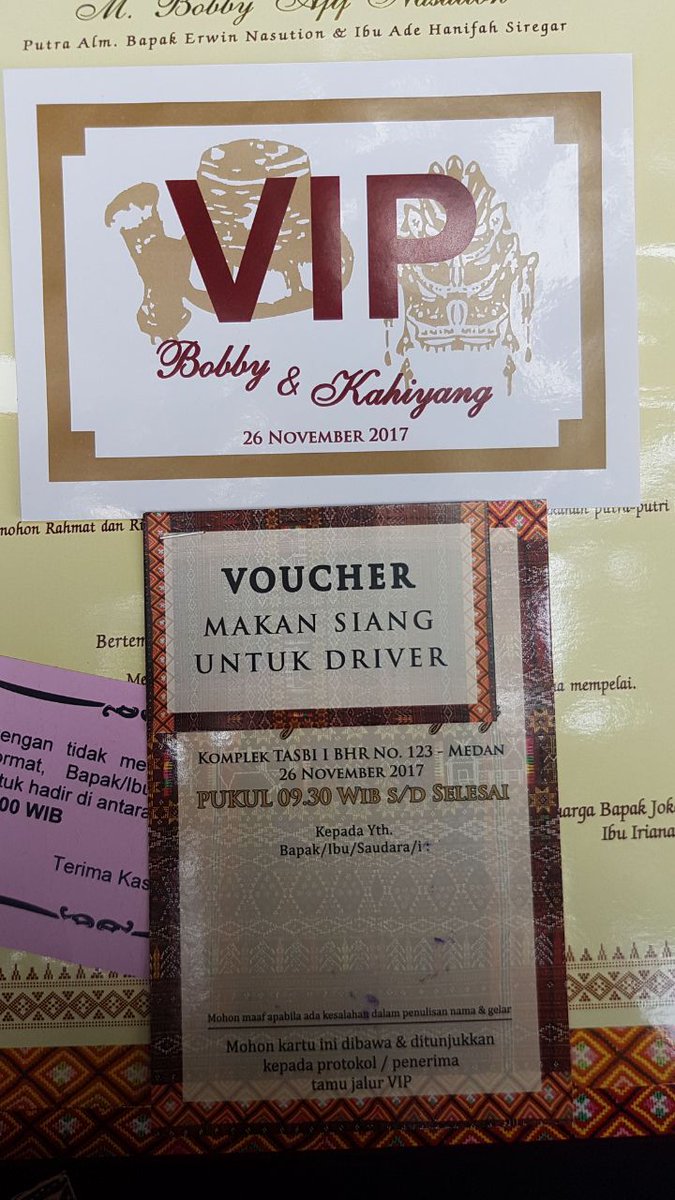 M. Bobby Afif Nasution
Putra Alm. Bapak Erwin Nasution & Ibu Ade Hanifah Siregar
VIP
Bobby & Kahiyang
26 NOVEMBER 2017
putra-putri
nohon Rahmat dan
VOUCHER
MAKAN SIANG
UNTUK DRIVER
Bertem
Me
a mempelai.
engan tidak me
ormat, Bapak/Ibu
tuk hadir di antara
00 WIB
Terima Kas
KOMPLEK TASBI I BHR NO. 123 - MEDAN
26 NOVEMBER 2017
PUKUL 09.30 WIB S/D SELESAI
Kepada Yth.
Bapak/Ibu/Saudara/i :
uarga Bapak Jok
Ibu Iriana
Mohon maaf apabila ada kesalahan dalam penulisan nama & gelar
Mohon kartu ini dibawa & ditunjukkan
kepada protokol / penerima
tamu jalur VIP